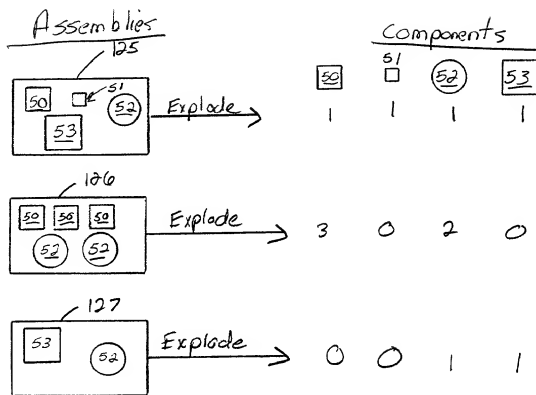 Assemblies Components
125
50 51 52 53
Explode
50 51 52 53
1 1 1 1
126
50 50 50
52 52
Explode
3 0 2 0
127
53 52
Explode
0 0 1 1